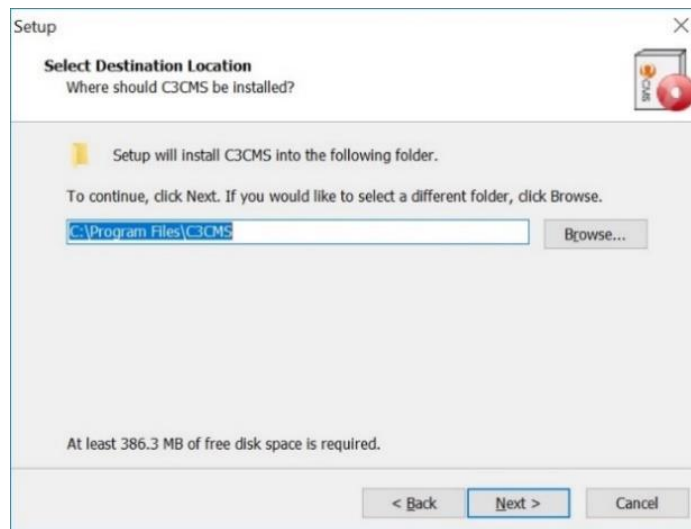 Setup
Select Destination Location
Where should C3CMS be installed?
CMS
Setup will install C3CMS into the following folder.
To continue, click Next. If you would like to select a different folder, click Browse.
C:\Program Files\C3CMS
Browse...
At least 386.3 MB of free disk space is required.
< Back
Next >
Cancel